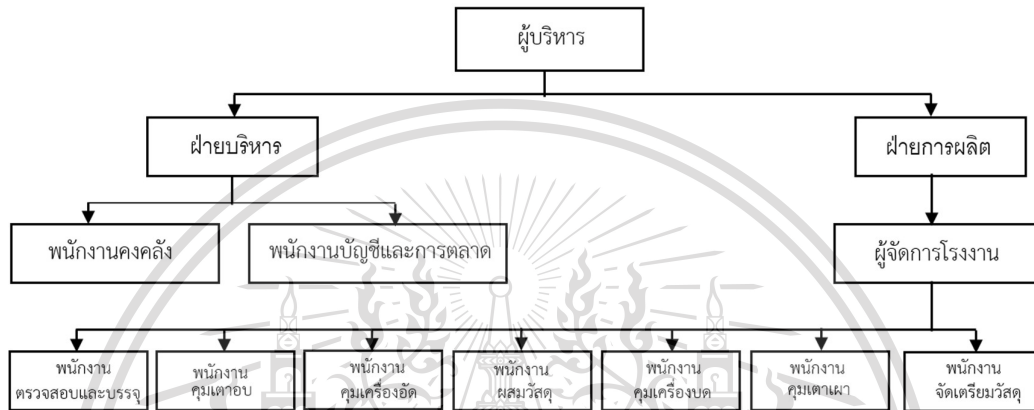 ผู้บริหาร
ฝ่ายบริหาร
ฝ่ายการผลิต
พนักงานคงคลัง
พนักงานบัญชีและการตลาด
ผู้จัดการโรงงาน
พนักงาน
ตรวจสอบและบรรจุ
พนักงาน
คุมเตาอบ
พนักงาน
คุมเครื่องอัด
พนักงาน
ผสมวัสดุ
พนักงาน
คุมเครื่องบด
พนักงาน
คุมเตาเผา
พนักงาน
จัดเตรียมวัสดุ